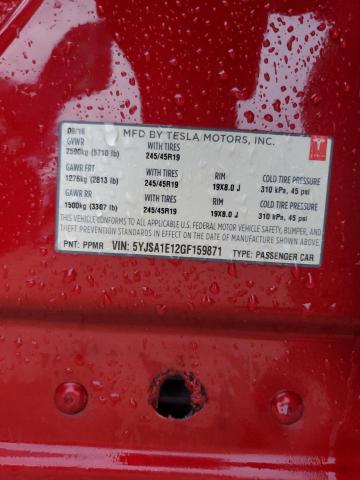 09/16 MFD BY TESLA MOTORS, INC.
GVWR WITH TIRES
2590kg (5710 lb) 245/45R19
GAWR FRT WITH TIRES RIM COLD TIRE PRESSURE
1276kg (2813 lb) 245/45R19 19X8.0 J 310 kPa, 45 psi
GAWR RR WITH TIRES RIM COLD TIRE PRESSURE
1500kg (3307 lb) 245/45R19 19X8.0 J 310 kPa, 45 psi
THIS VEHICLE CONFORMS TO ALL APPLICABLE U.S. FEDERAL MOTOR VEHICLE SAFETY, BUMPER, AND
THEFT PREVENTION STANDARDS IN EFFECT ON THE DATE OF MANUFACTURE SHOWN ABOVE.
PNT: PPMR VIN: 5YJSA1E12GF159871 TYPE: PASSENGER CAR